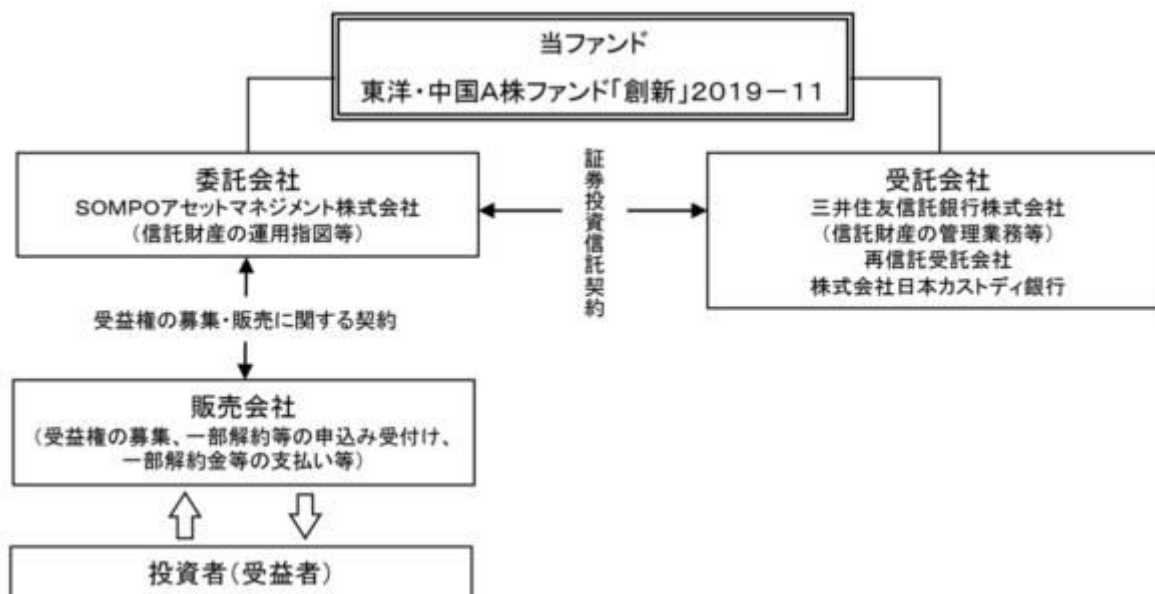 当ファンド
東洋・中国A株ファンド「創新」2019－11
委託会社
SOMPOアセットマネジメント株式会社
（信託財産の運用指図等）
証券投資信託契約
受託会社
三井住友信託銀行株式会社
（信託財産の管理業務等）
再信託受託会社
株式会社日本カストディ銀行
受益権の募集・販売に関する契約
販売会社
（受益権の募集、一部解約等の申込み受付け、
一部解約金等の支払い等）
投資者（受益者）